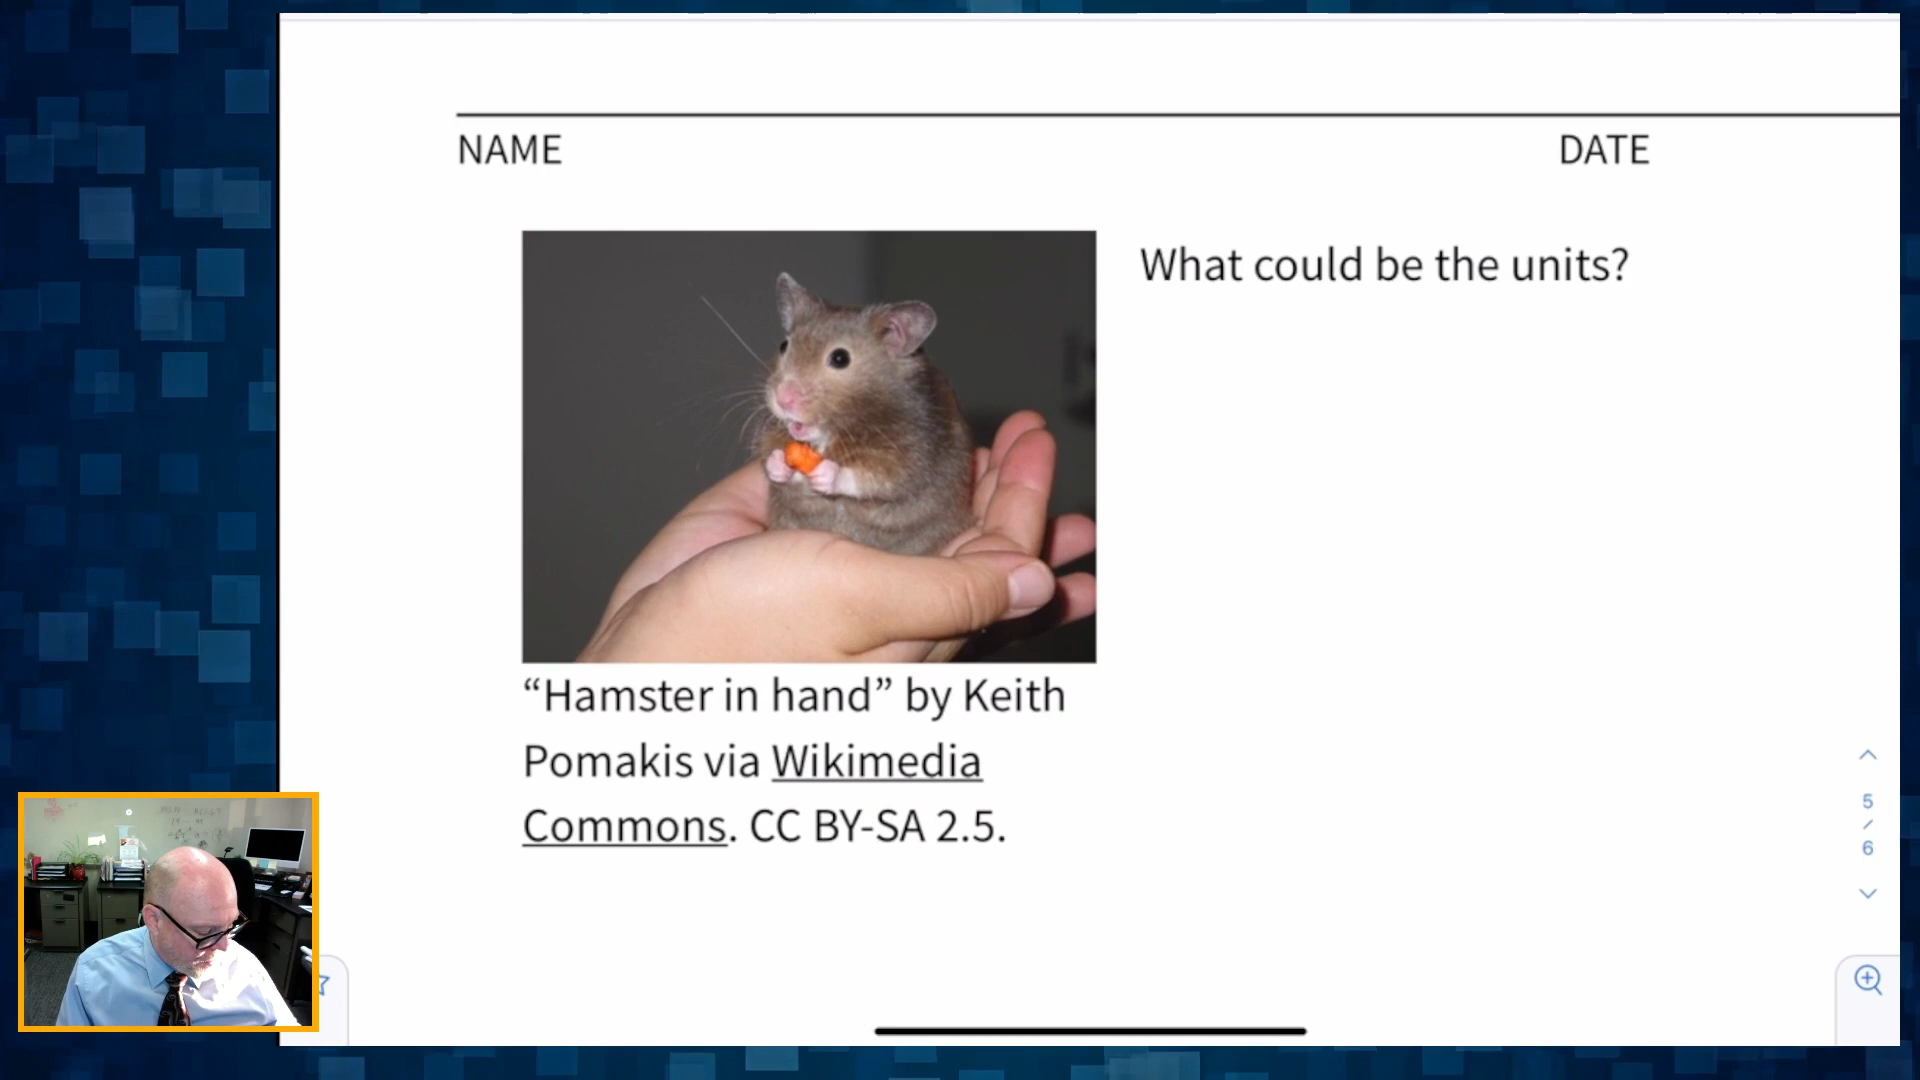 NAME DATE
What could be the units?
“Hamster in hand” by Keith
Pomakis via Wikimedia
Commons. CC BY-SA 2.5.
5
/
6